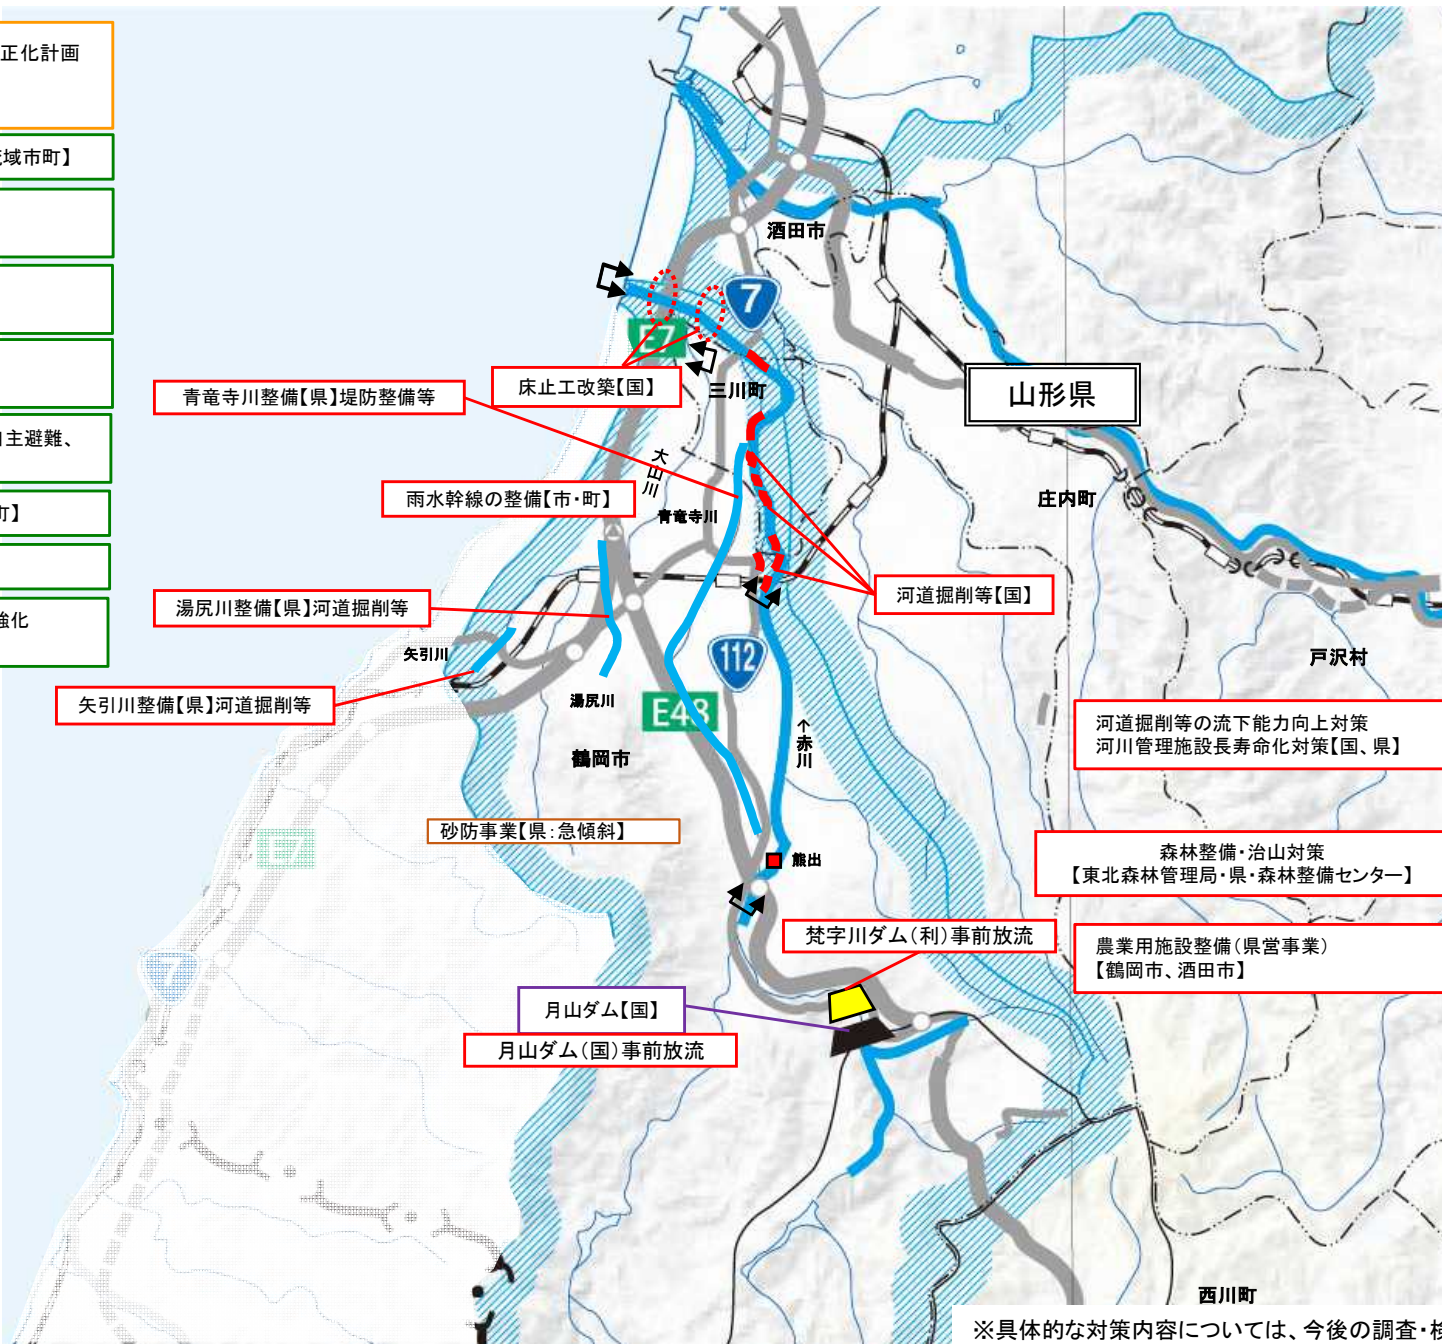 正化計画
流域市町】
自主避難、
町】
強化
酒田市
7
E7
床止工改築【国】
三川町
山形県
青竜寺川整備【県】堤防整備等
大山川
雨水幹線の整備【市・町】
青竜寺川
庄内町
河道掘削等【国】
湯尻川整備【県】河道掘削等
矢引川
112
戸沢村
矢引川整備【県】河道掘削等
湯尻川
E48
←赤川
河道掘削等の流下能力向上対策
河川管理施設長寿命化対策【国、県】
鶴岡市
砂防事業【県:急傾斜】
E7
熊出
森林整備・治山対策
【東北森林管理局・県・森林整備センター】
梵字川ダム(利)事前放流
農業用施設整備(県営事業)
【鶴岡市、酒田市】
7
月山ダム【国】
月山ダム(国)事前放流
西川町
※具体的な対策内容については、今後の調査・検